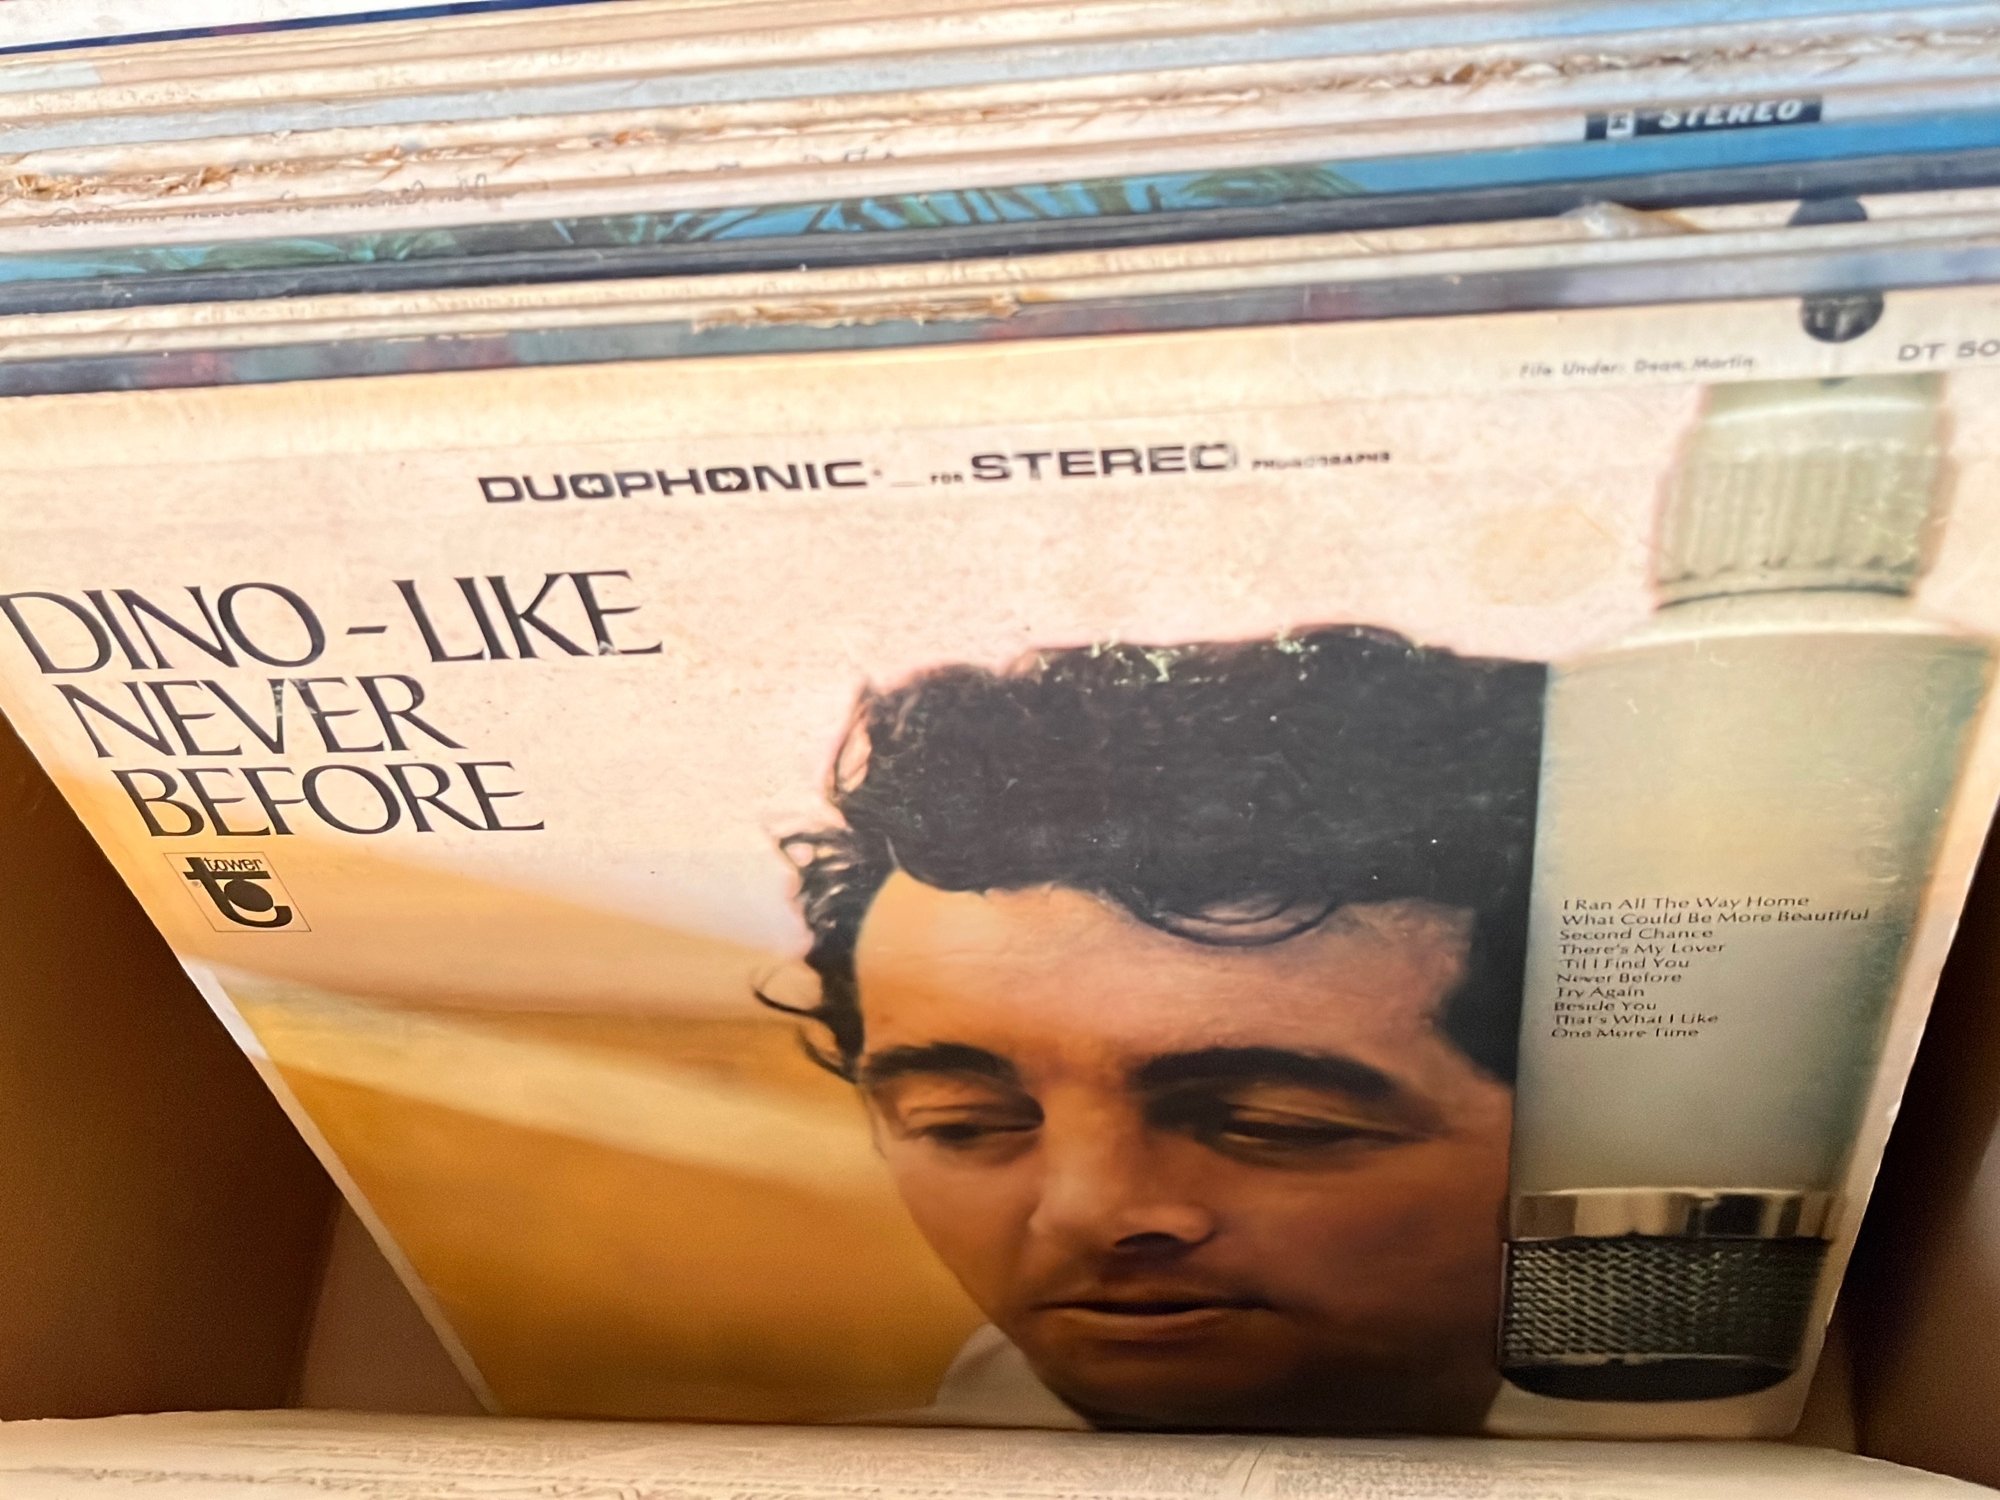 STEREO
File Under: Dean Martin
DT 50
DUOPHONIC FOR STEREO PHONOGRAPHS
DINO - LIKE
NEVER
BEFORE
tower
I Ran All The Way Home
What Could Be More Beautiful
Second Chance
There's My Lover
'Til I Find You
Never Before
Try Again
Beside You
That's What I Like
One More Time